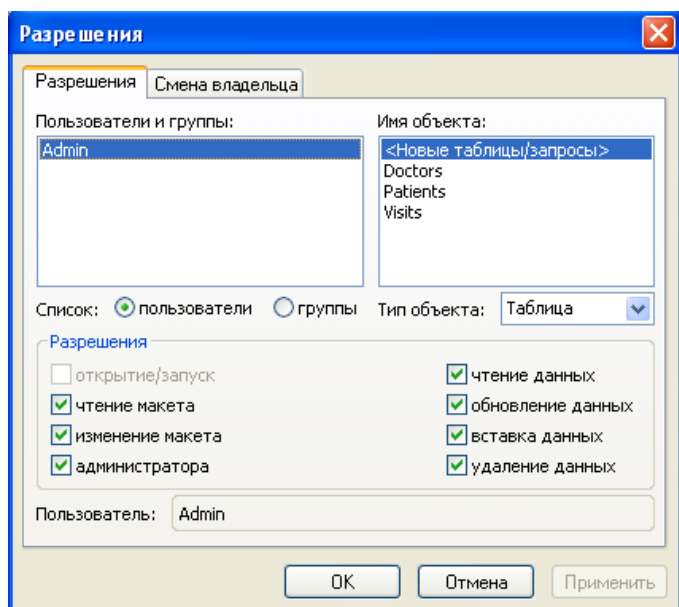 Разрешения
Разрешения Смена владельца
Пользователи и группы: Имя объекта:
Admin <Новые таблицы/запросы>
Doctors
Patients
Visits
Список: пользователи группы Тип объекта: Таблица
Разрешения
открытие/запуск чтение данных
чтение макета обновление данных
изменение макета вставка данных
администратора удаление данных
Пользователь: Admin
OK Отмена Применить